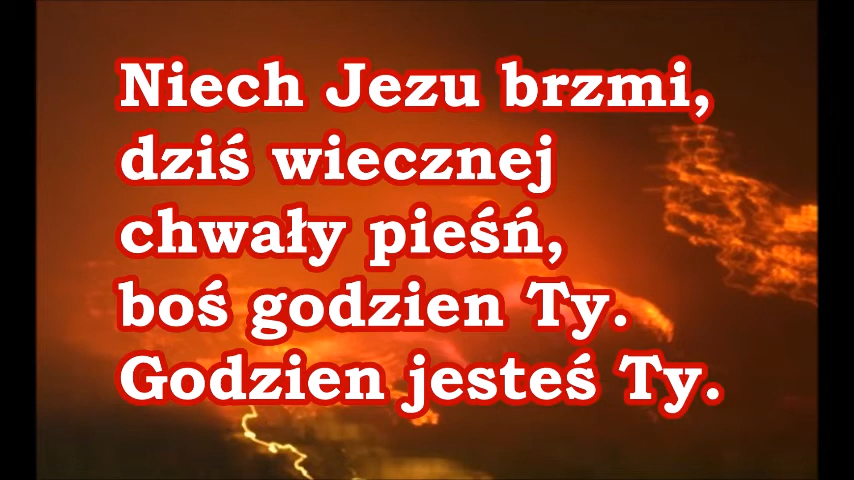 Niech Jezu brzmi,
dziś wiecznej
chwały pieśń,
boś godzien Ty.
Godzien jesteś Ty.